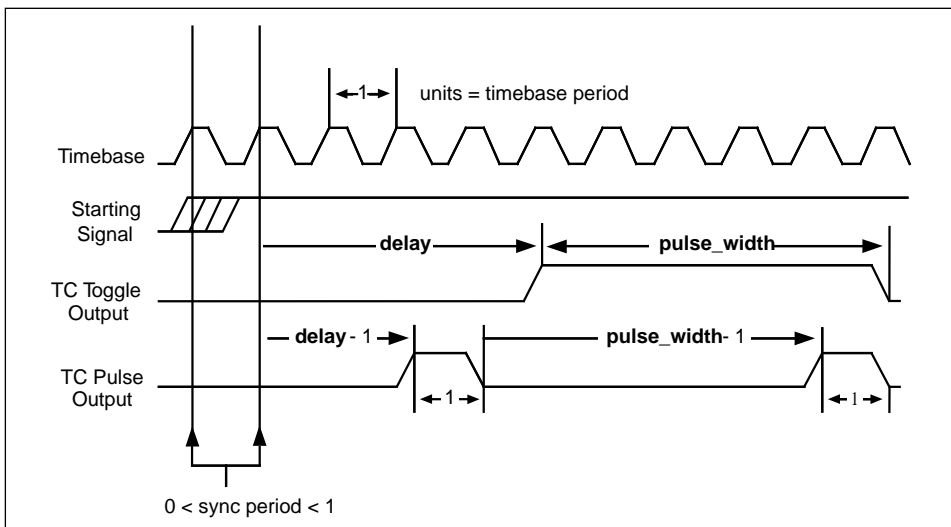 1
units = timebase period
Timebase
Starting
Signal
delay
pulse_width
TC Toggle
Output
delay - 1
pulse_width- 1
TC Pulse
Output
1
1
0 < sync period < 1